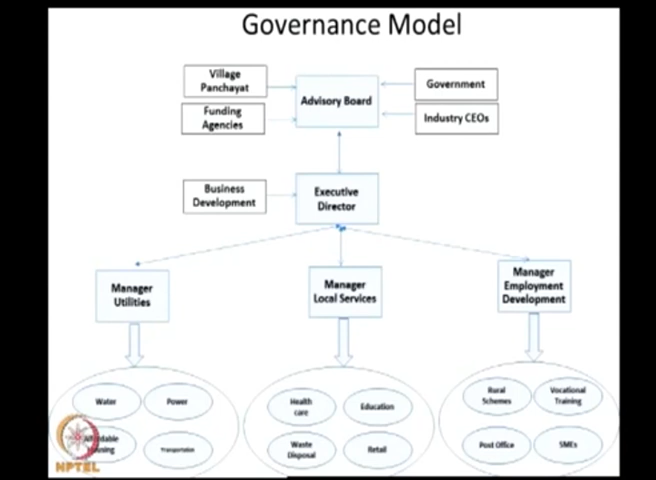 Governance Model
Village
Panchayat
Advisory Board
Government
Funding
Agencies
Industry CEOs
Business
Development
Executive
Director
Manager
Utilities
Manager
Local Services
Manager
Employment
Development
Water
Power
Health
care
Education
Rural
Schemes
Vocational
Training
Transportation
Waste
Disposal
Retail
Post Office
SMEs
NPTEL